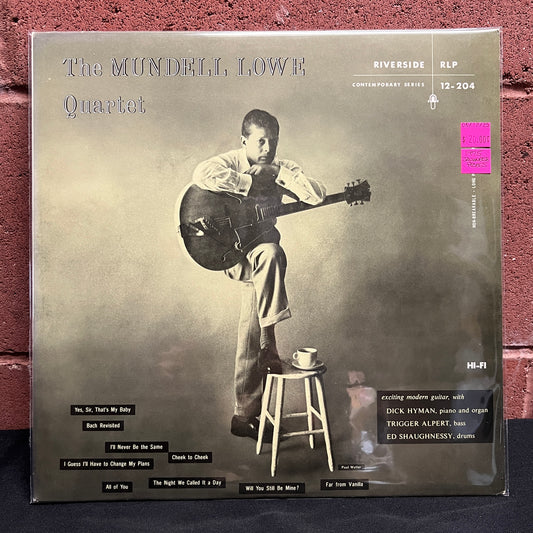 The MUNDELL LOWE
Quartet
RIVERSIDE RLP
CONTEMPORARY SERIES 12-204
$ 20.00
HI-FI
exciting modern guitar, with
DICK HYMAN, piano and organ
TRIGGER ALPERT, bass
ED SHAUGHNESSY, drums
Yes, Sir, That's My Baby
Bach Revisited
I'll Never Be the Same
Cheek to Cheek
I Guess I'll Have to Change My Plans
All of You
The Night We Called It a Day
Will You Still Be Mine?
Far from Vanilla